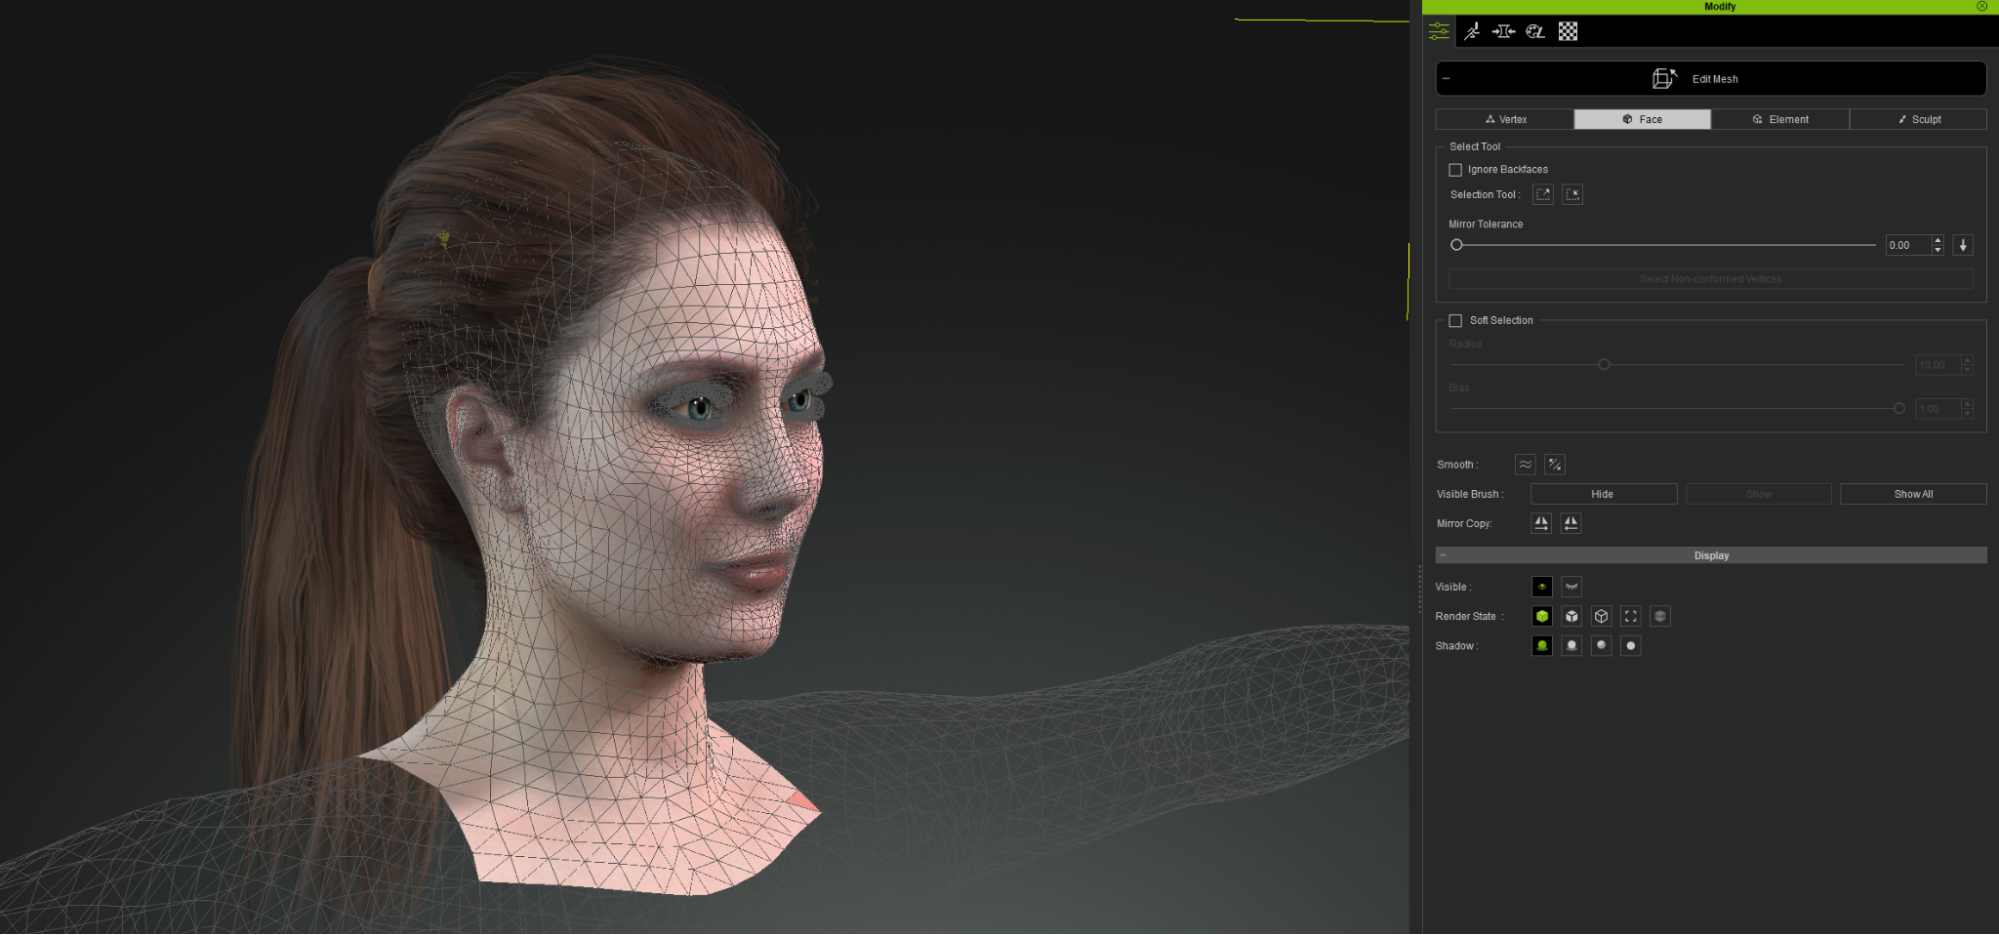 Modify
Edit Mesh
Vertex Face Element Sculpt
Select Tool
Ignore Backfaces
Selection Tool :
Mirror Tolerance
0.00
Select Non-conformed Vertices
Soft Selection
Radius
10.00
Bias
1.00
Smooth :
Visible Brush : Hide Show Show All
Mirror Copy:
Display
Visible :
Render State :
Shadow :